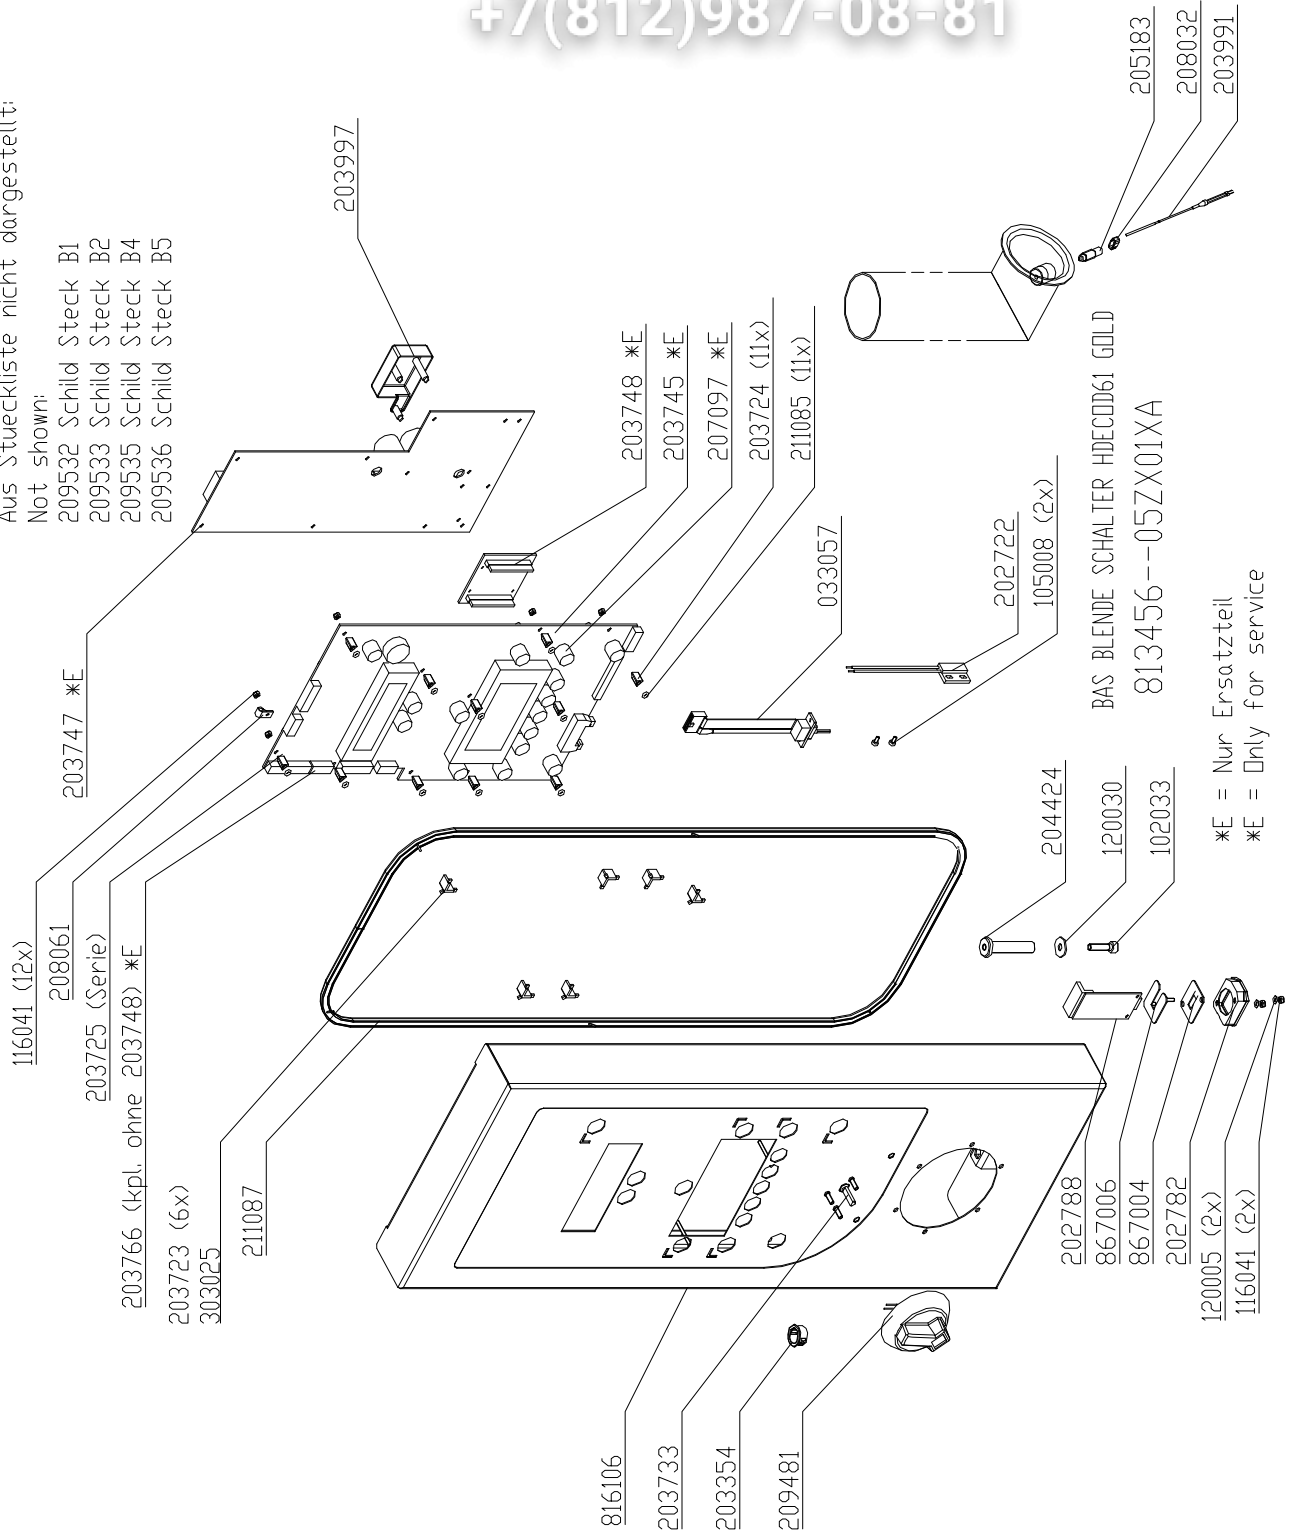 +7(812)987-08-81
Aus Stueckliste nicht dargestellt:
Not shown:
209532 Schild Steck B1
209533 Schild Steck B2
209535 Schild Steck B4
209536 Schild Steck B5
203997
205183
208032
203991
203747 *E
203748 *E
203745 *E
207097 *E
203724 (11x)
211085 (11x)
033057
202722
105008 (2x)
BAS BLENDE SCHALTER HDECOD61 GOLD
813456--05ZX01XA
*E = Nur Ersatzteil
*E = Only for service
116041 (12x)
208061
203725 (Serie)
203766 (kpl. ohne 203748) *E
203723 (6x)
303025
211087
204424
120030
102033
202788
867006
867004
202782
120005 (2x)
116041 (2x)
816106
203733
203354
209481